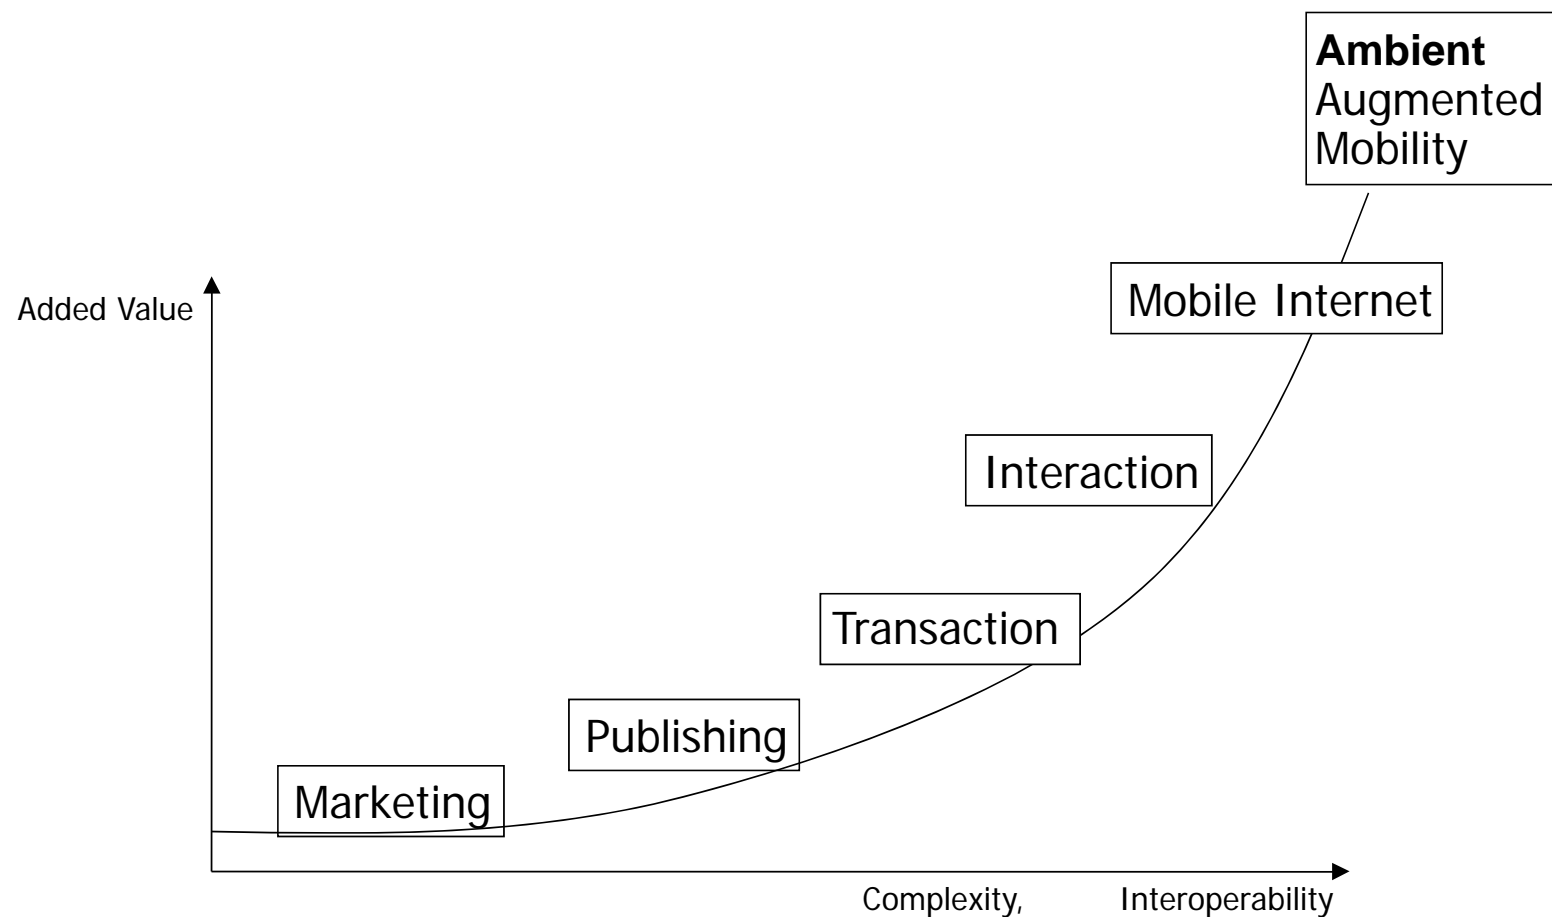 Ambient
Augmented
Mobility
Mobile Internet
Added Value
Interaction
Transaction
Publishing
Marketing
Complexity, Interoperability